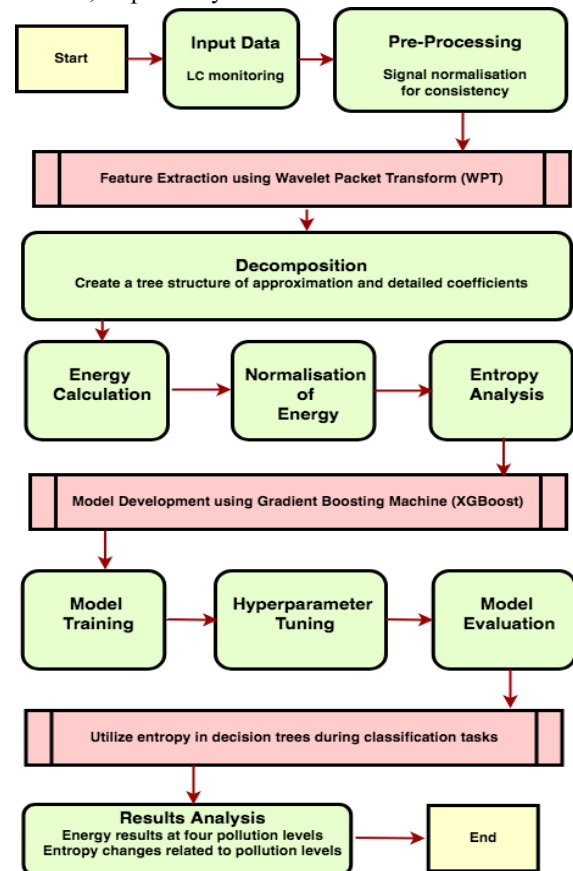 Start
Input Data
LC monitoring
Pre-Processing
Signal normalisation
for consistency
Feature Extraction using Wavelet Packet Transform (WPT)
Decomposition
Create a tree structure of approximation and detailed coefficients
Energy
Calculation
Normalisation
of
Energy
Entropy
Analysis
Model Development using Gradient Boosting Machine (XGBoost)
Model
Training
Hyperparameter
Tuning
Model
Evaluation
Utilize entropy in decision trees during classification tasks
Results Analysis
Energy results at four pollution levels
Entropy changes related to pollution levels
End